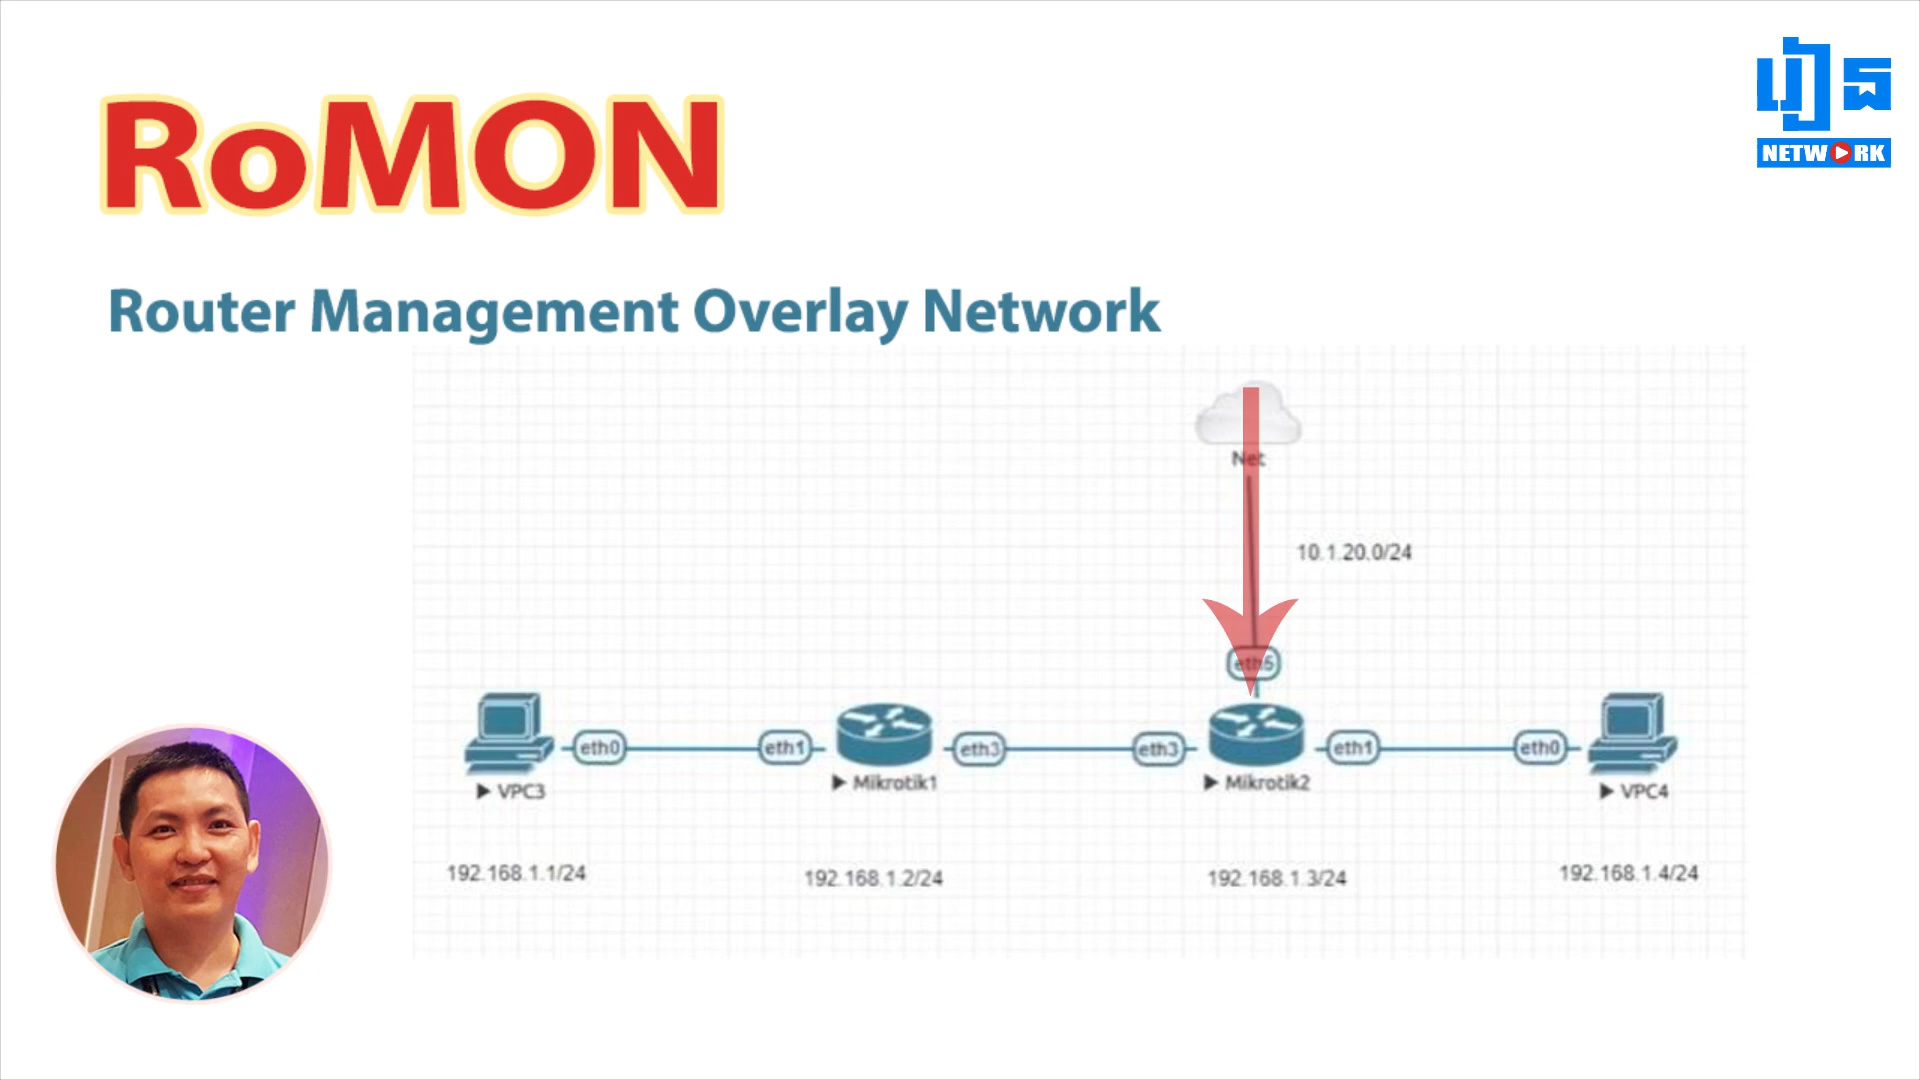 RoMON
NETWORK
Router Management Overlay Network
Net
10.1.20.0/24
eth5
eth0
eth1
eth3
eth3
eth1
eth0
VPC3
Mikrotik1
Mikrotik2
VPC4
192.168.1.1/24
192.168.1.2/24
192.168.1.3/24
192.168.1.4/24